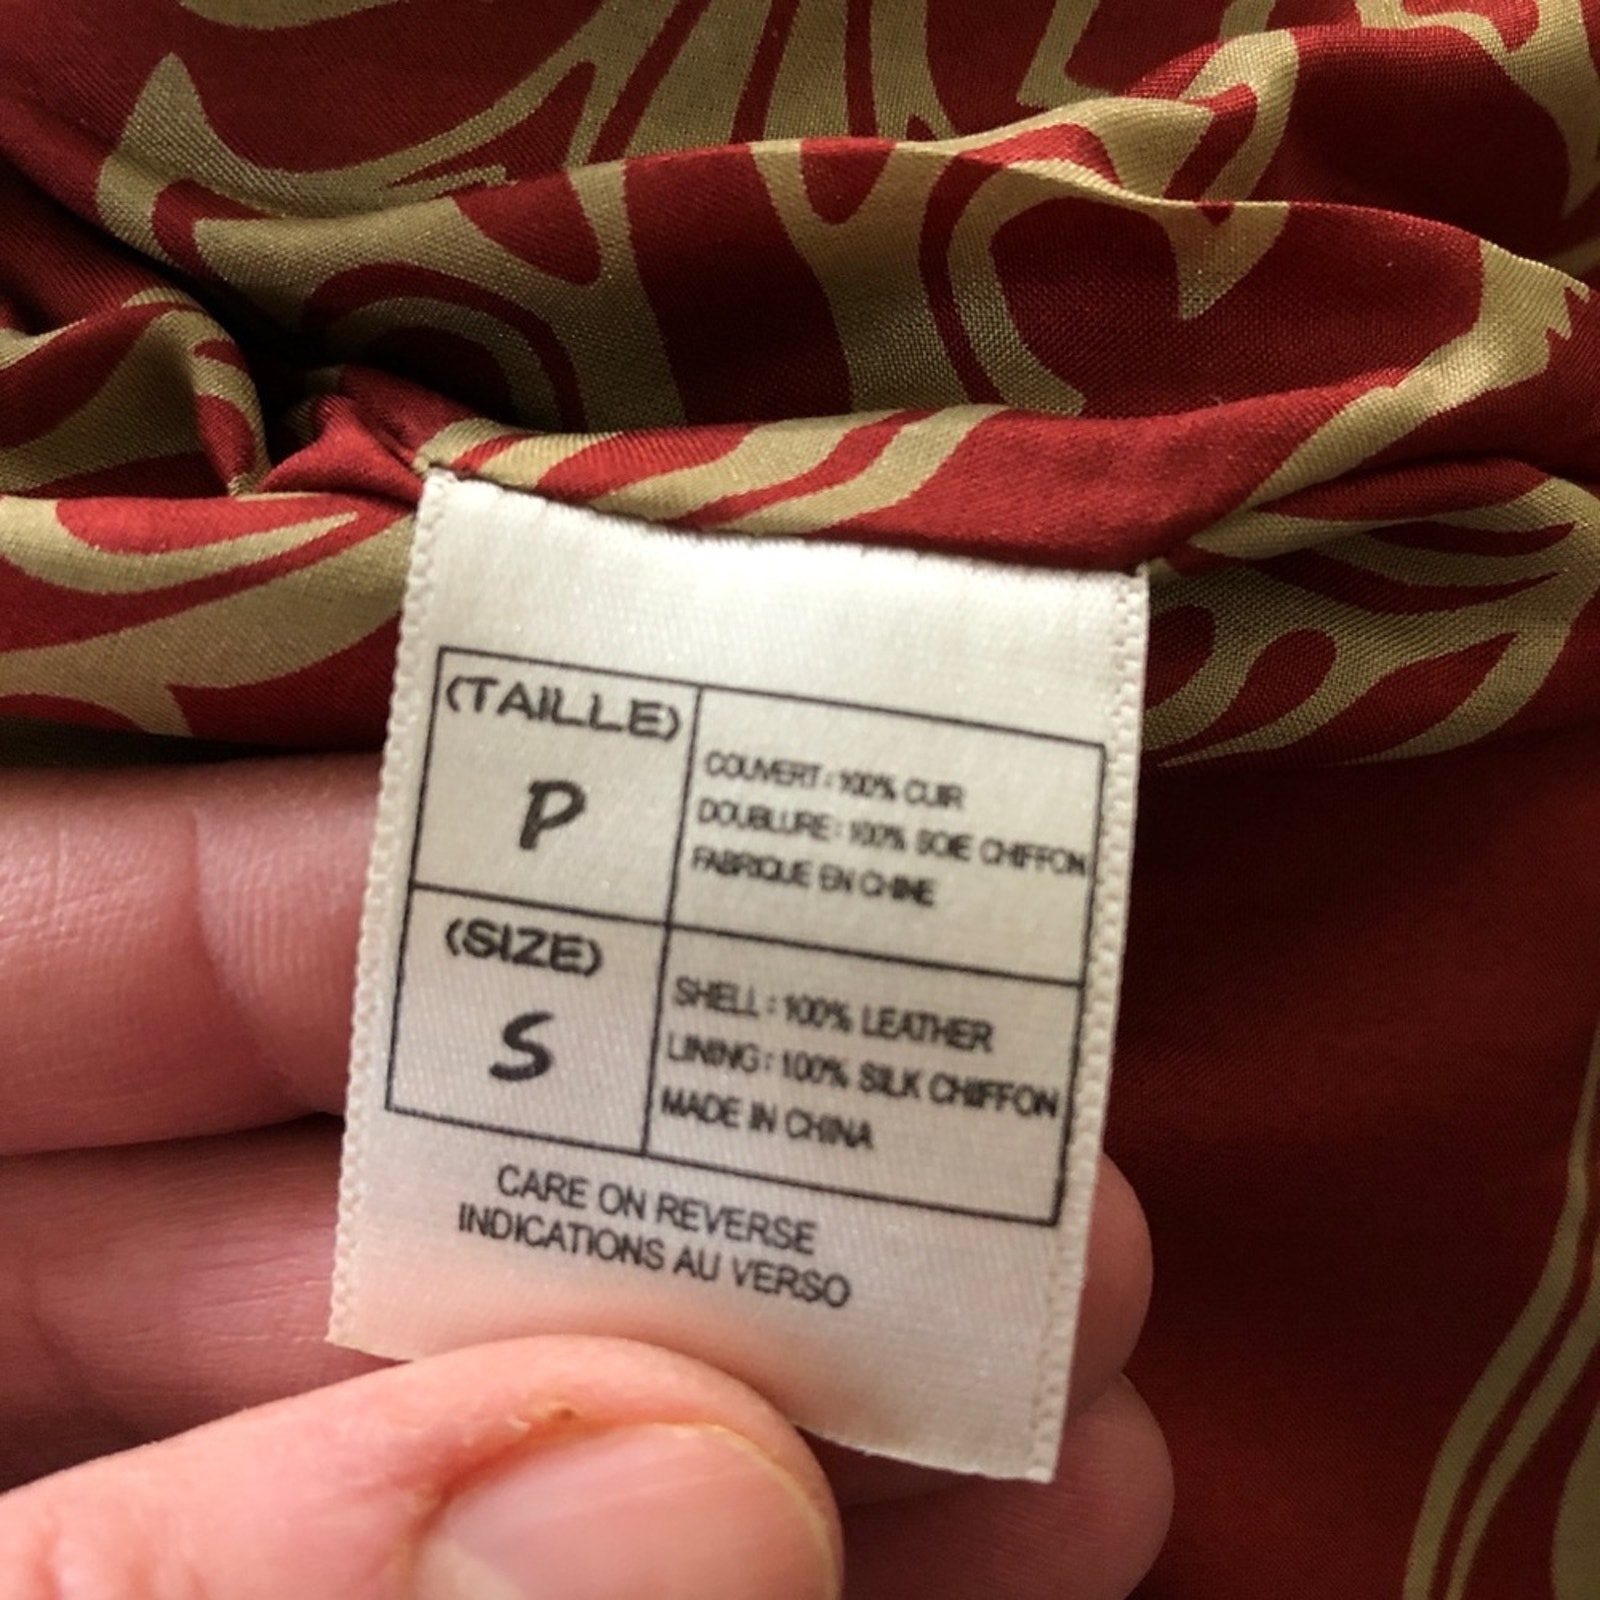 (TAILLE)
P
COUVERT : 100% CUIR
DOUBLURE : 100% SOIE CHIFFON
FABRIQUE EN CHINE
(SIZE)
S
SHELL : 100% LEATHER
LINING : 100% SILK CHIFFON
MADE IN CHINA
CARE ON REVERSE
INDICATIONS AU VERSO